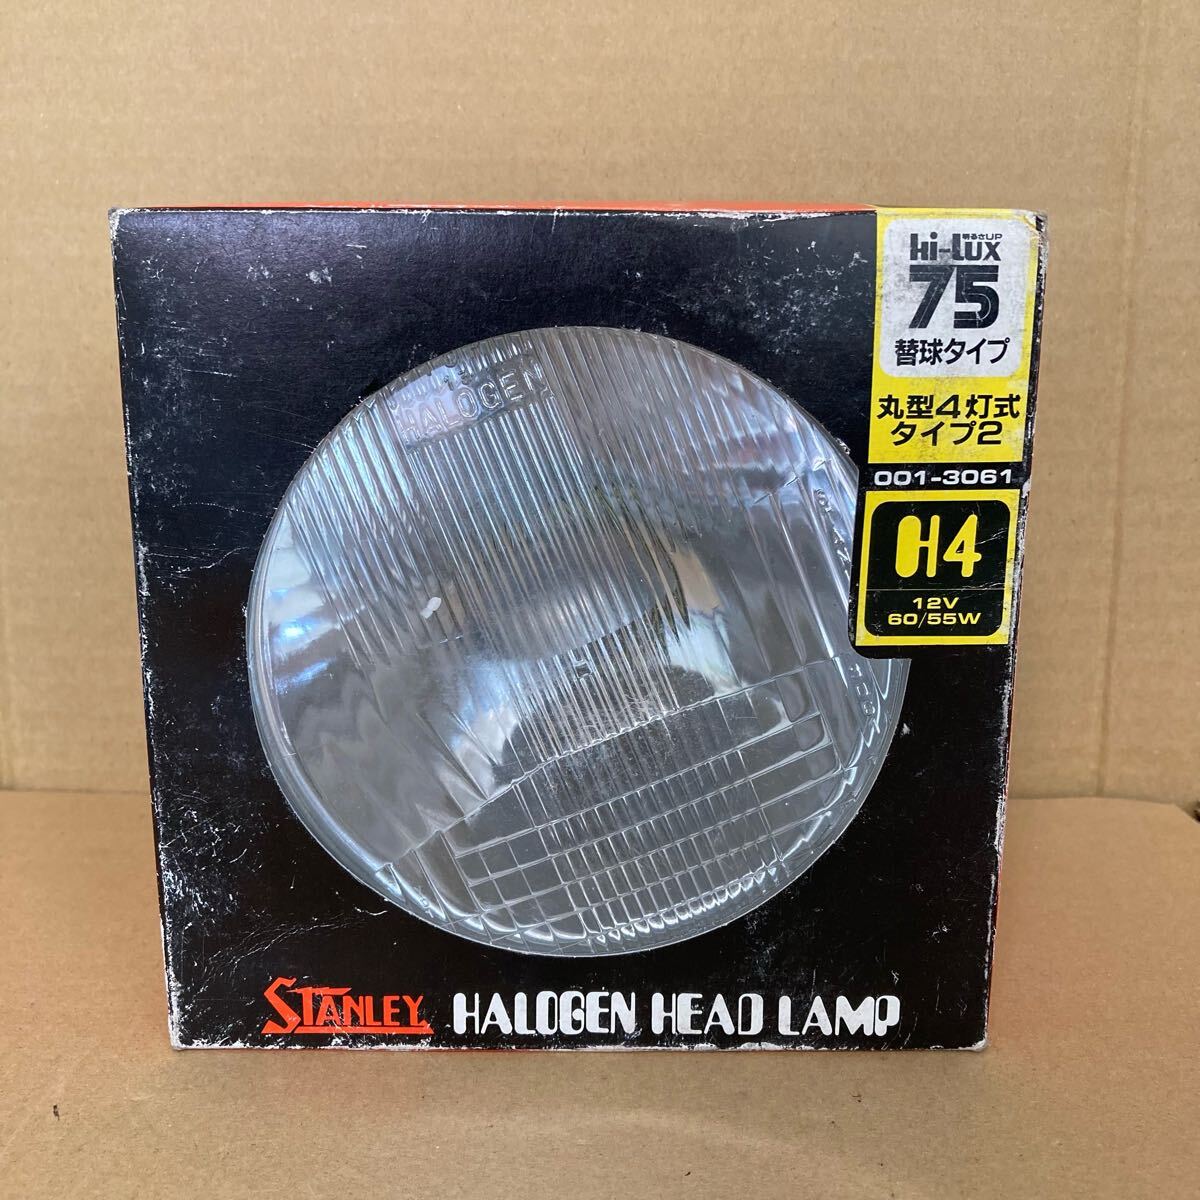 明るさUP
Hi-LUX
75
替球タイプ
丸型4灯式
タイプ2
001-3061
H4
12V
60/55W
HALOGEN
H
STANLEY HALOGEN HEAD LAMP